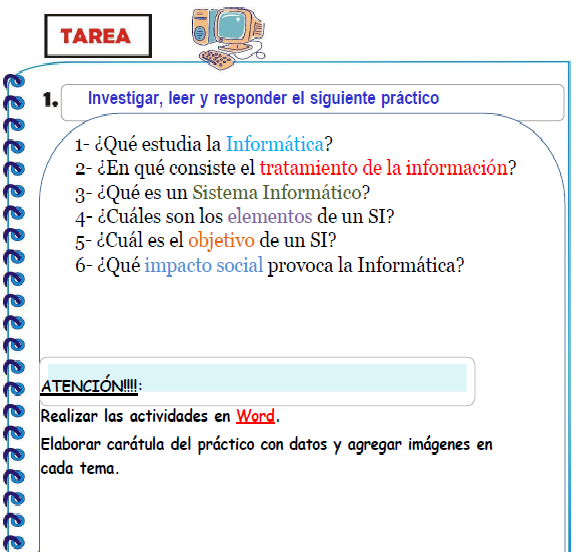 TAREA
1. Investigar, leer y responder el siguiente práctico
1- ¿Qué estudia la Informática?
2- ¿En qué consiste el tratamiento de la información?
3- ¿Qué es un Sistema Informático?
4- ¿Cuáles son los elementos de un SI?
5- ¿Cuál es el objetivo de un SI?
6- ¿Qué impacto social provoca la Informática?
ATENCIÓN!!!!:
Realizar las actividades en Word.
Elaborar carátula del práctico con datos y agregar imágenes en
cada tema.